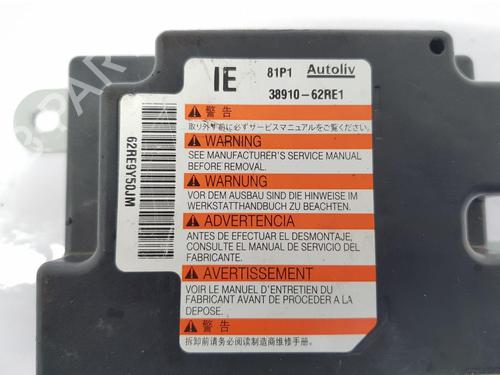 IE
81P1
Autoliv
38910-62RE1
62RE9Y50JM
警告
取り外す前に必ずサービスマニュアルをご覧ください。
WARNING
SEE MANUFACTURER'S SERVICE MANUAL
BEFORE REMOVAL.
WARNUNG
VOR DEM AUSBAU SIND DIE HINWEISE IM
WERKSTATTHANDBUCH ZU BEACHTEN.
ADVERTENCIA
ANTES DE EFECTUAR EL DESMONTAJE,
CONSULTE EL MANUAL DE SERVICIO DEL
FABRICANTE.
AVERTISSEMENT
VOIR LE MANUEL D'ENTRETIEN DU
FABRICANT AVANT DE PROCEDER A LA
DEPOSE.
警告
拆卸前请务必阅读制造商维修手册.